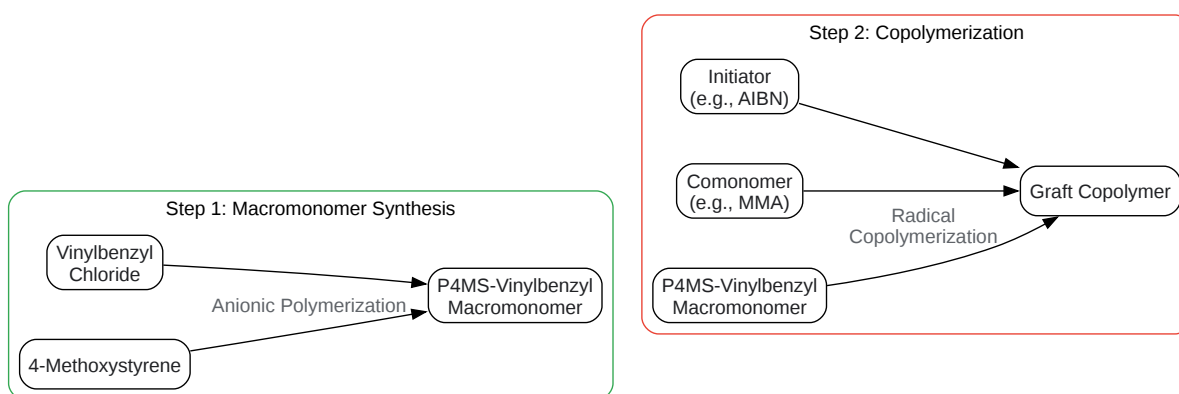 Step 1: Macromonomer Synthesis
Vinylbenzyl
Chloride
4-Methoxystyrene
Anionic Polymerization
P4MS-Vinylbenzyl
Macromonomer
Step 2: Copolymerization
Initiator
(e.g., AIBN)
Comonomer
(e.g., MMA)
P4MS-Vinylbenzyl
Macromonomer
Radical
Copolymerization
Graft Copolymer